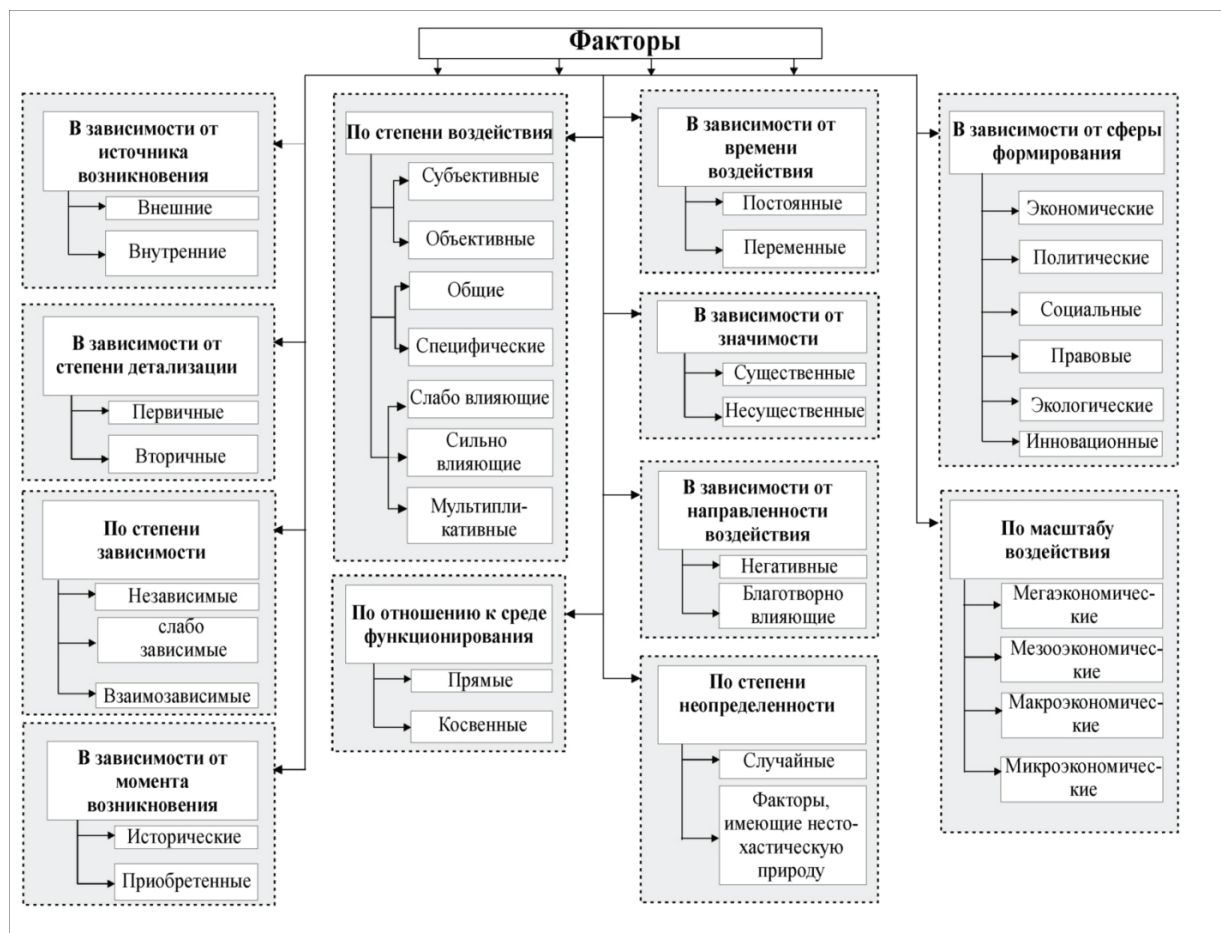 Факторы
В зависимости от
источника
возникновения
Внешние
Внутренние
В зависимости от
степени детализации
Первичные
Вторичные
По степени
зависимости
Независимые
слабо
зависимые
Взаимозависимые
В зависимости от
момента
возникновения
Исторические
Приобретенные
По степени воздействия
Субъективные
Объективные
Общие
Специфические
Слабо влияющие
Сильно
влияющие
Мультипли-
кативные
По отношению к среде
функционирования
Прямые
Косвенные
В зависимости от
времени
воздействия
Постоянные
Переменные
В зависимости от
значимости
Существенные
Несущественные
В зависимости от
направленности
воздействия
Негативные
Благотворно
влияющие
По степени
неопределенности
Случайные
Факторы,
имеющие несто-
хастическую
природу
В зависимости от сферы
формирования
Экономические
Политические
Социальные
Правовые
Экологические
Инновационные
По масштабу
воздействия
Мегаэкономичес-
кие
Мезооэкономичес-
кие
Макроэкономичес-
кие
Микроэкономичес-
кие